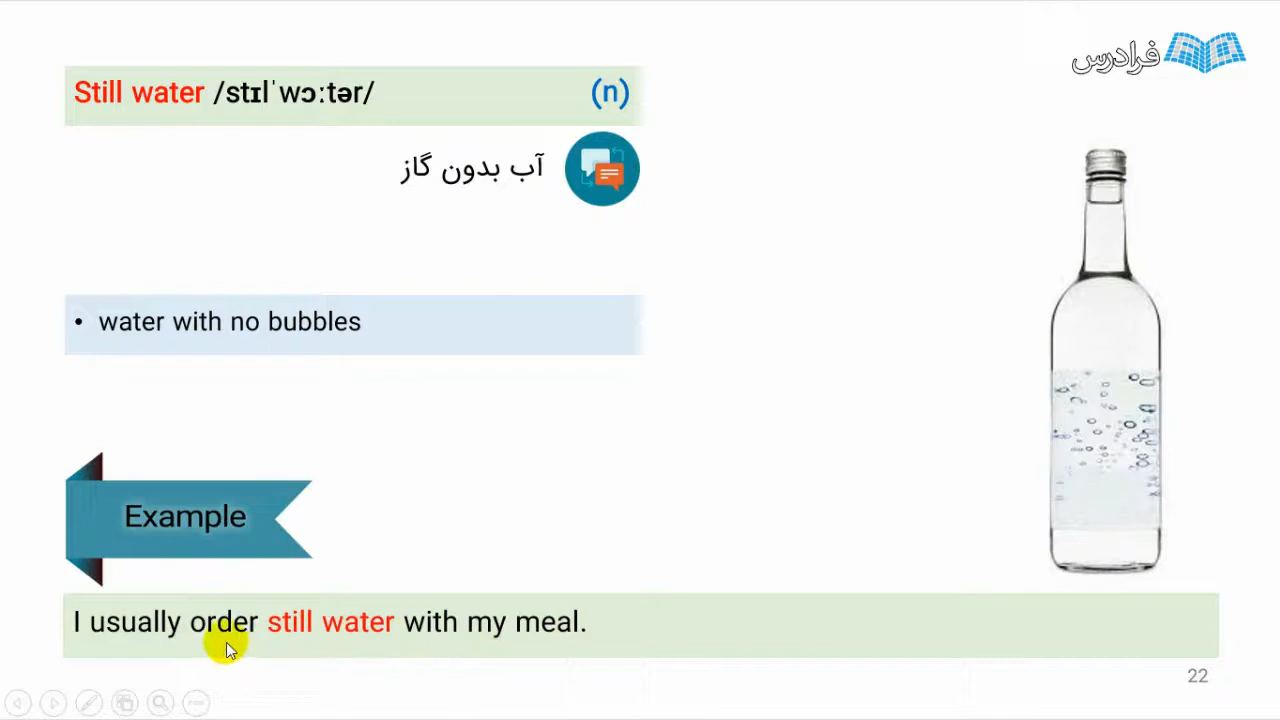 فرادرس
Still water /stɪlˈwɔːtər/ (n)
آب بدون گاز
• water with no bubbles
Example
I usually order still water with my meal.
22